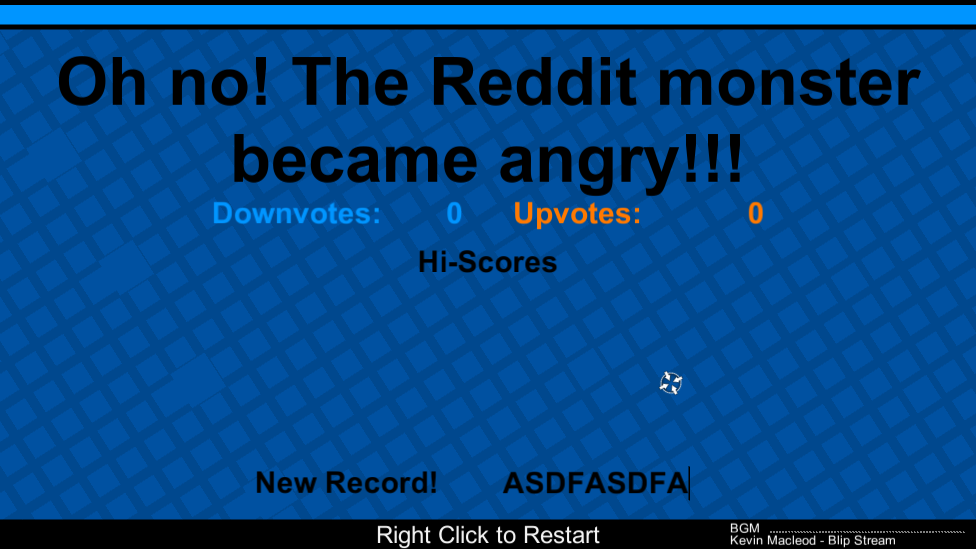 Oh no! The Reddit monster
became angry!!!
Downvotes: 0 Upvotes: 0
Hi-Scores
New Record! ASDFASDFA
Right Click to Restart
BGM
Kevin Macleod - Blip Stream